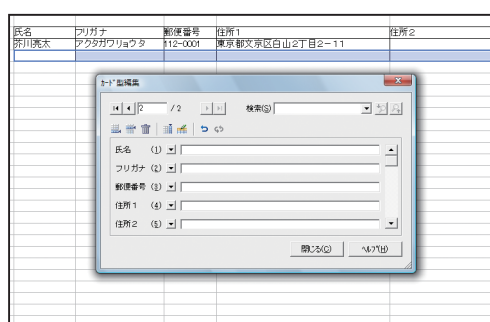 氏名 フリガナ 郵便番号 住所1 住所2
芥川亮太 アクタガワリョウタ 112-0001 東京都文京区白山2丁目2－11
ｶｰﾄﾞ型編集
2 / 2 検索(S)
氏名 (1)
フリガナ (2)
郵便番号 (3)
住所1 (4)
住所2 (5)
閉じる(C) ﾍﾙﾌﾟ(H)